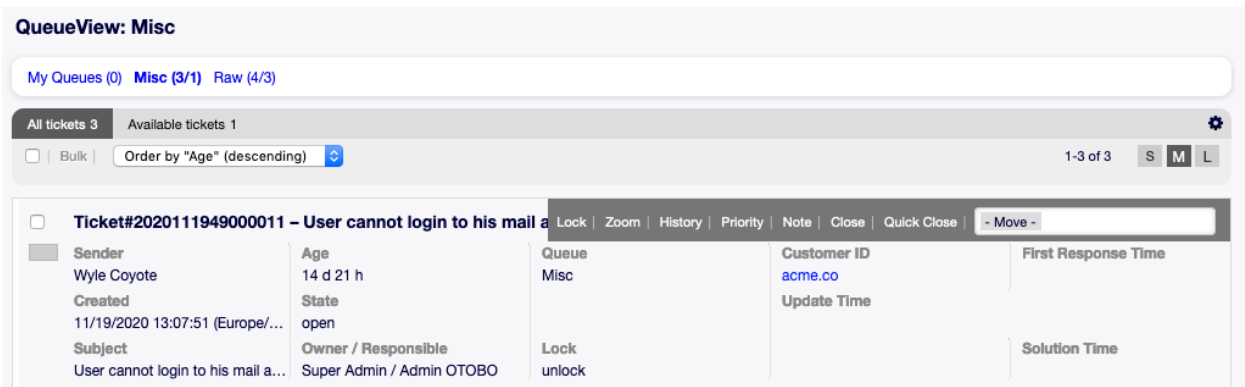 QueueView: Misc
My Queues (0) Misc (3/1) Raw (4/3)
All tickets 3 Available tickets 1
Bulk | Order by "Age" (descending) 1-3 of 3 S M L
Ticket#2020111949000011 – User cannot login to his mail a Lock | Zoom | History | Priority | Note | Close | Quick Close | - Move -
Sender Age Queue Customer ID First Response Time
Wyle Coyote 14 d 21 h Misc acme.co
Created State Update Time
11/19/2020 13:07:51 (Europe/... open
Subject Owner / Responsible Lock Solution Time
User cannot login to his mail a... Super Admin / Admin OTOBO unlock